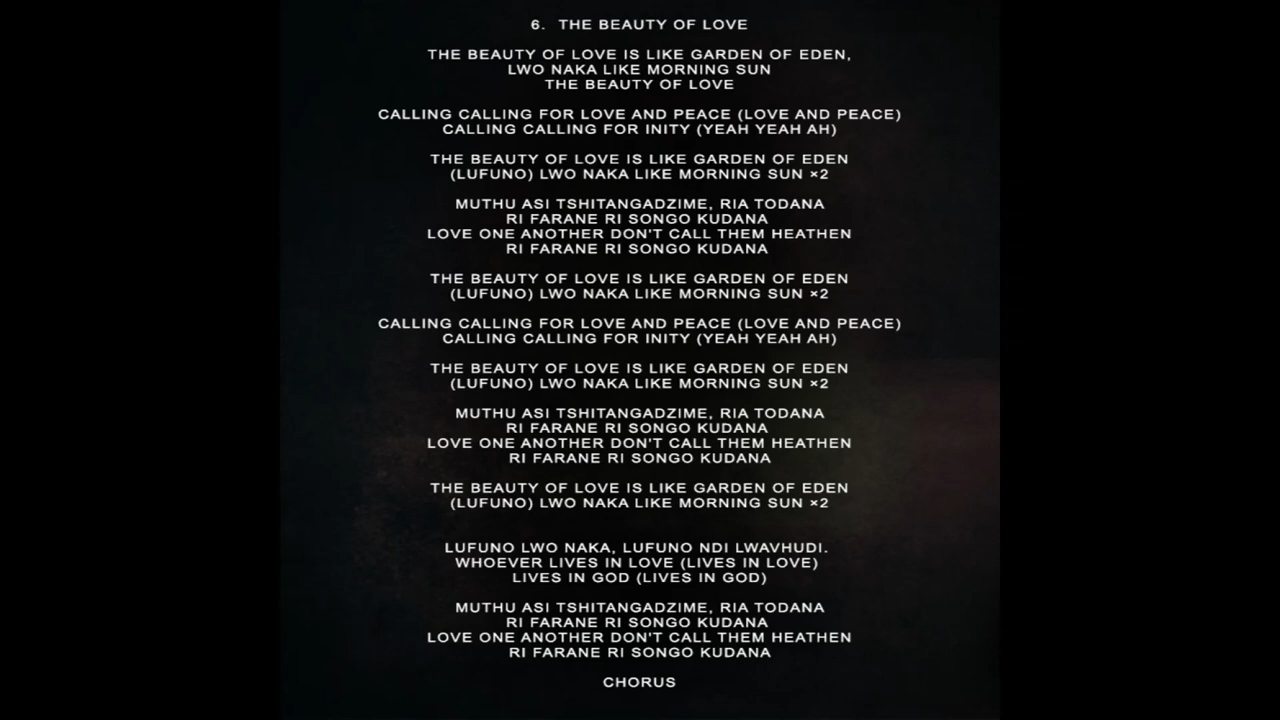 6. THE BEAUTY OF LOVE
THE BEAUTY OF LOVE IS LIKE GARDEN OF EDEN,
LWO NAKA LIKE MORNING SUN
THE BEAUTY OF LOVE
CALLING CALLING FOR LOVE AND PEACE (LOVE AND PEACE)
CALLING CALLING FOR INITY (YEAH YEAH AH)
THE BEAUTY OF LOVE IS LIKE GARDEN OF EDEN
(LUFUNO) LWO NAKA LIKE MORNING SUN ×2
MUTHU ASI TSHITANGADZIME, RIA TODANA
RI FARANE RI SONGO KUDANA
LOVE ONE ANOTHER DON'T CALL THEM HEATHEN
RI FARANE RI SONGO KUDANA
THE BEAUTY OF LOVE IS LIKE GARDEN OF EDEN
(LUFUNO) LWO NAKA LIKE MORNING SUN ×2
CALLING CALLING FOR LOVE AND PEACE (LOVE AND PEACE)
CALLING CALLING FOR INITY (YEAH YEAH AH)
THE BEAUTY OF LOVE IS LIKE GARDEN OF EDEN
(LUFUNO) LWO NAKA LIKE MORNING SUN ×2
MUTHU ASI TSHITANGADZIME, RIA TODANA
RI FARANE RI SONGO KUDANA
LOVE ONE ANOTHER DON'T CALL THEM HEATHEN
RI FARANE RI SONGO KUDANA
THE BEAUTY OF LOVE IS LIKE GARDEN OF EDEN
(LUFUNO) LWO NAKA LIKE MORNING SUN ×2
LUFUNO LWO NAKA, LUFUNO NDI LWAVHUDI.
WHOEVER LIVES IN LOVE (LIVES IN LOVE)
LIVES IN GOD (LIVES IN GOD)
MUTHU ASI TSHITANGADZIME, RIA TODANA
RI FARANE RI SONGO KUDANA
LOVE ONE ANOTHER DON'T CALL THEM HEATHEN
RI FARANE RI SONGO KUDANA
CHORUS